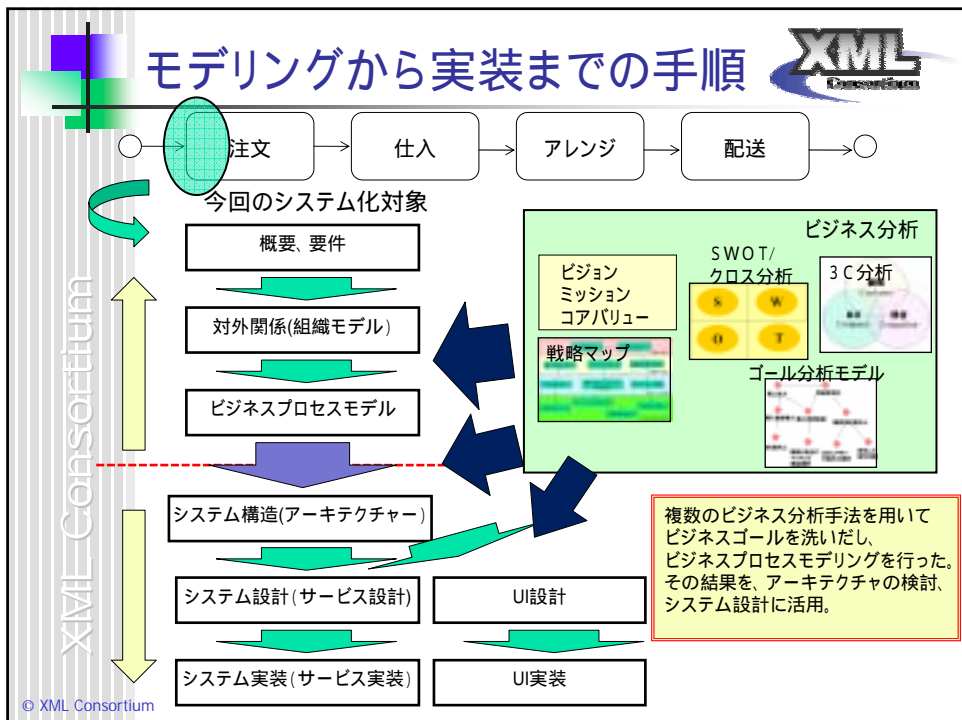 モデリングから実装までの手順
XML
Consortium
注文
仕入
アレンジ
配送
今回のシステム化対象
概要、要件
対外関係(組織モデル)
ビジネスプロセスモデル
システム構造(アーキテクチャー)
システム設計(サービス設計)
UI設計
システム実装(サービス実装)
UI実装
ビジネス分析
ビジョン
ミッション
コアバリュー
SWOT/
クロス分析
S
W
O
T
3C分析
戦略マップ
ゴール分析モデル
複数のビジネス分析手法を用いて
ビジネスゴールを洗いだし、
ビジネスプロセスモデリングを行った。
その結果を、アーキテクチャの検討、
システム設計に活用。
XML Consortium
© XML Consortium